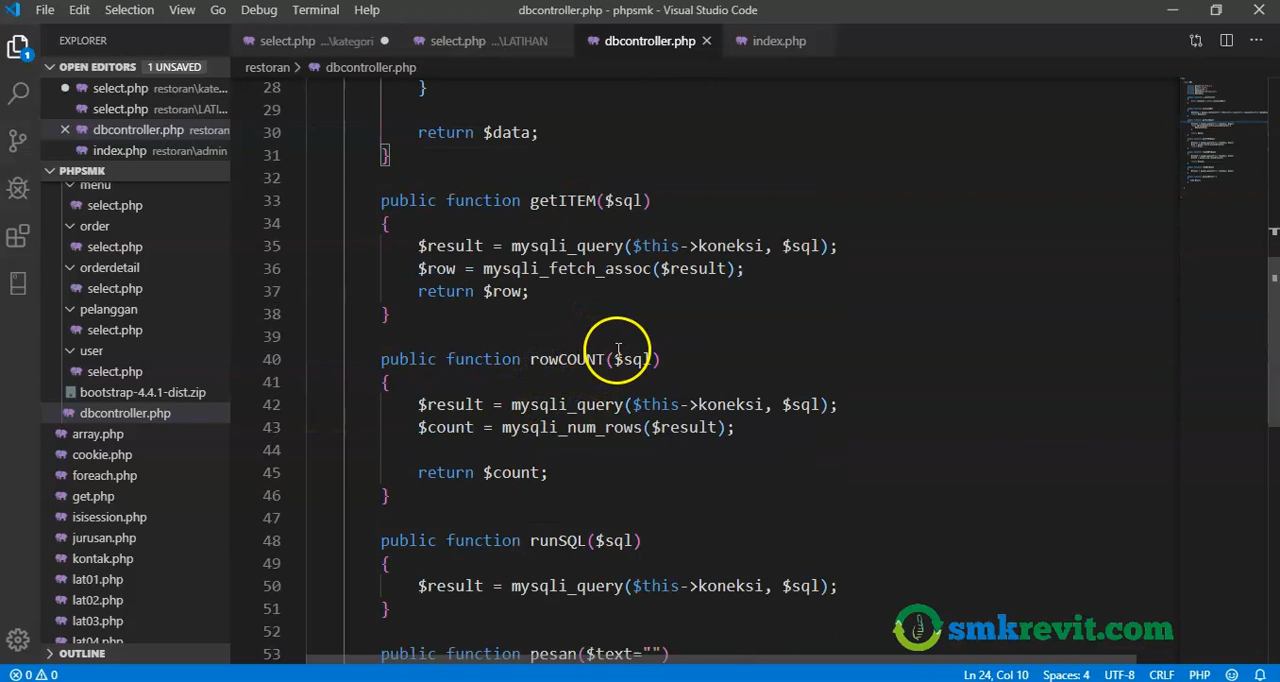 File Edit Selection View Go Debug Terminal Help dbcontroller.php - phpsmk - Visual Studio Code
EXPLORER
OPEN EDITORS 1 UNSAVED
select.php restoran\kate...
select.php restoran\LATI...
dbcontroller.php restoran
index.php restoran\admin
PHPSMK
menu
select.php
order
select.php
orderdetail
select.php
pelanggan
select.php
user
select.php
bootstrap-4.4.1-dist.zip
dbcontroller.php
array.php
cookie.php
foreach.php
get.php
isisession.php
jurusan.php
kontak.php
lat01.php
lat02.php
lat03.php
lat04.php
OUTLINE
select.php ...\kategori select.php ...\LATIHAN dbcontroller.php index.php
restoran > dbcontroller.php
28 }
29
30 return $data;
31 }
32
33 public function getITEM($sql)
34 {
35 $result = mysqli_query($this->koneksi, $sql);
36 $row = mysqli_fetch_assoc($result);
37 return $row;
38 }
39
40 public function rowCOUNT($sql)
41 {
42 $result = mysqli_query($this->koneksi, $sql);
43 $count = mysqli_num_rows($result);
44
45 return $count;
46 }
47
48 public function runSQL($sql)
49 {
50 $result = mysqli_query($this->koneksi, $sql);
51 }
52
53 public function pesan($text="")
smkrevit.com
0 0 Ln 24, Col 10 Spaces: 4 UTF-8 CRLF PHP
1